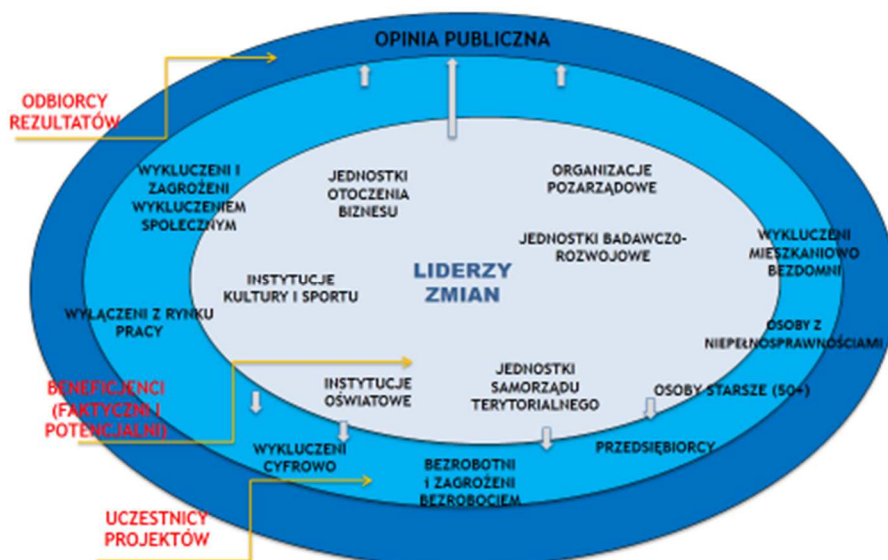 OPINIA PUBLICZNA
ODBIORCY
REZULTATÓW
WYKLUCZENI I
ZAGROŻENI
WYKLUCZENIEM
SPOŁECZNYM
JEDNOSTKI
OTOCZENIA
BIZNESU
ORGANIZACJE
POZARZĄDOWE
JEDNOSTKI BADAWCZO-
ROZWOJOWE
WYKLUCZENI
MIESZKANIOWO
BEZDOMNI
INSTYTUCJE
KULTURY I SPORTU
LIDERZY
ZMIAN
WYŁĄCZENI Z RYNKU
PRACY
OSOBY Z
NIEPEŁNOSPRAWNOŚCIAMI
BENEFICJENCI
(FAKTYCZNI I
POTENCJALNI)
INSTYTUCJE
OŚWIATOWE
JEDNOSTKI
SAMORZĄDU
TERYTORIALNEGO
OSOBY STARSZE (50+)
WYKLUCZENI
CYFROWO
BEZROBOTNI
i ZAGROŻENI
BEZROBOCIEM
PRZEDSIĘBIORCY
UCZESTNICY
PROJEKTÓW